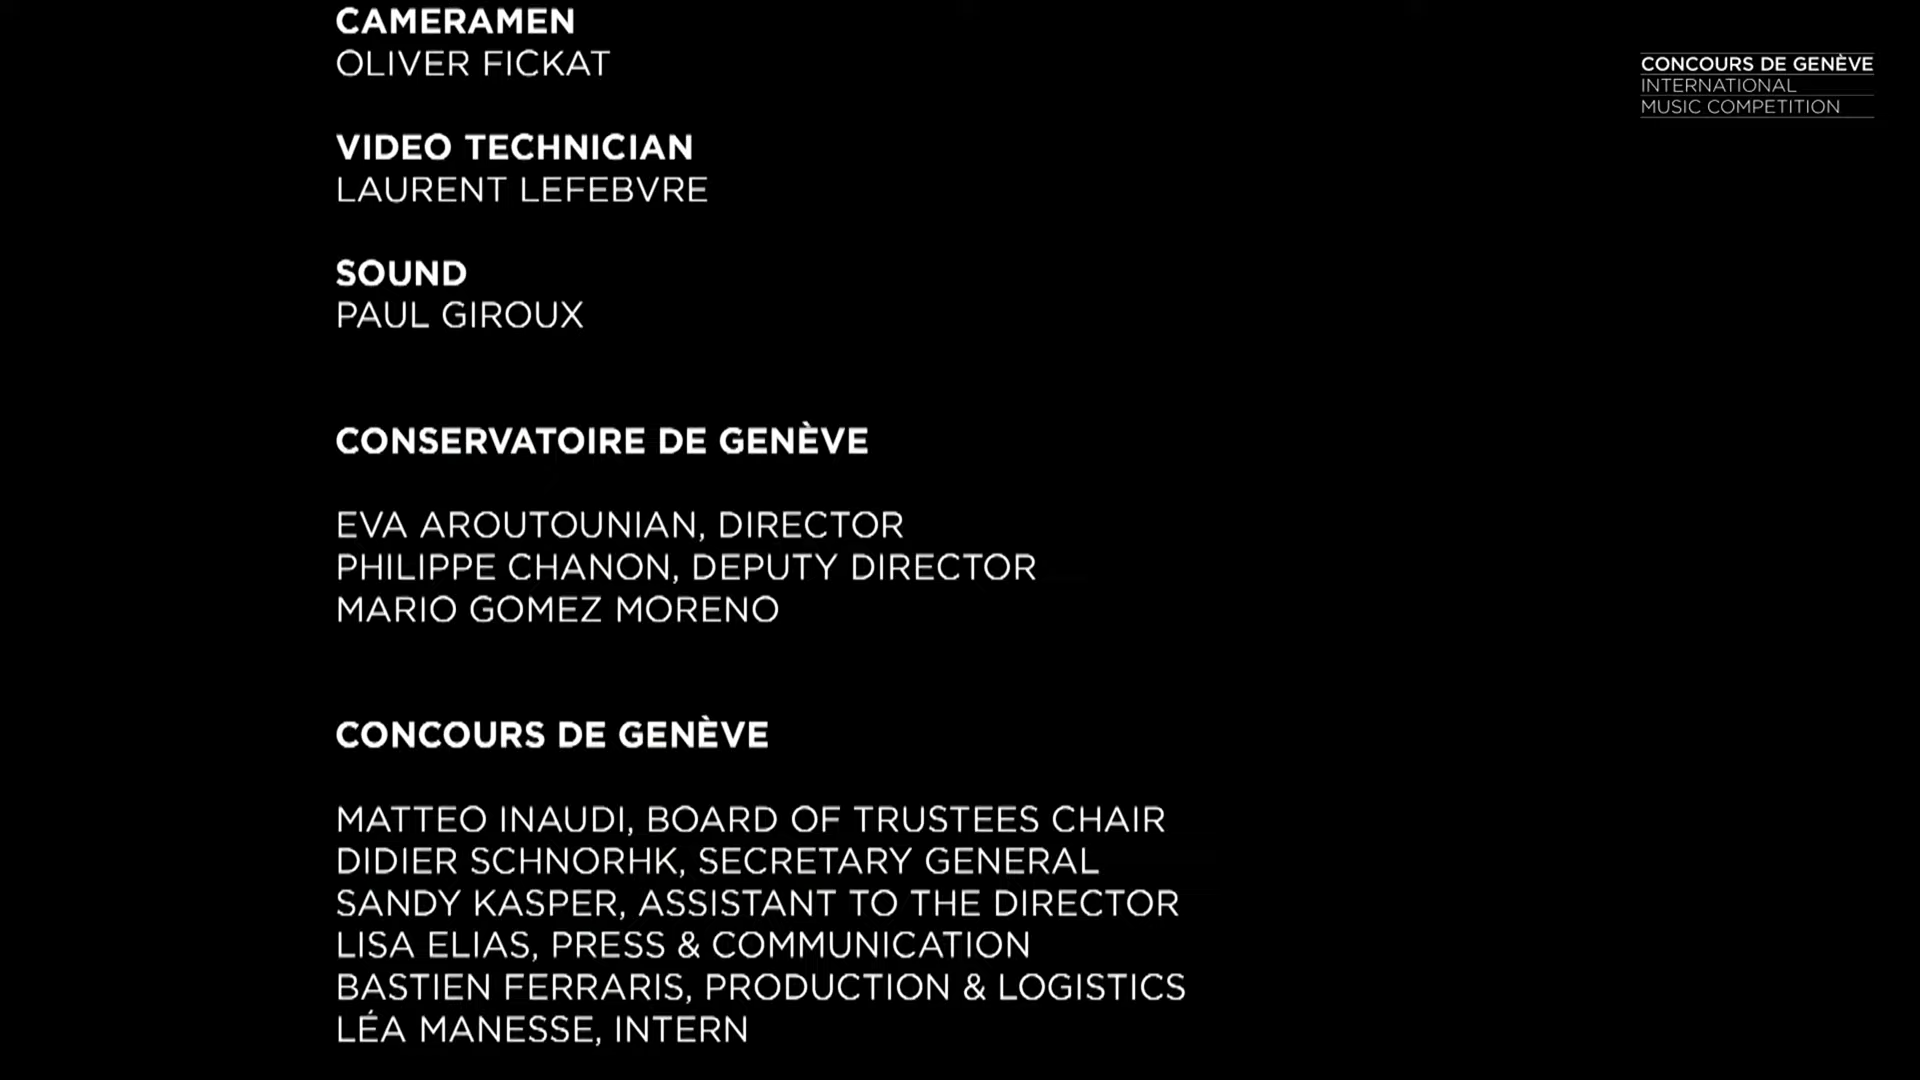 CAMERAMEN
OLIVER FICKAT
VIDEO TECHNICIAN
LAURENT LEFEBVRE
SOUND
PAUL GIROUX
CONSERVATOIRE DE GENÈVE
EVA AROUTOUNIAN, DIRECTOR
PHILIPPE CHANON, DEPUTY DIRECTOR
MARIO GOMEZ MORENO
CONCOURS DE GENÈVE
MATTEO INAUDI, BOARD OF TRUSTEES CHAIR
DIDIER SCHNORHK, SECRETARY GENERAL
SANDY KASPER, ASSISTANT TO THE DIRECTOR
LISA ELIAS, PRESS & COMMUNICATION
BASTIEN FERRARIS, PRODUCTION & LOGISTICS
LÉA MANESSE, INTERN
CONCOURS DE GENÈVE
INTERNATIONAL
MUSIC COMPETITION